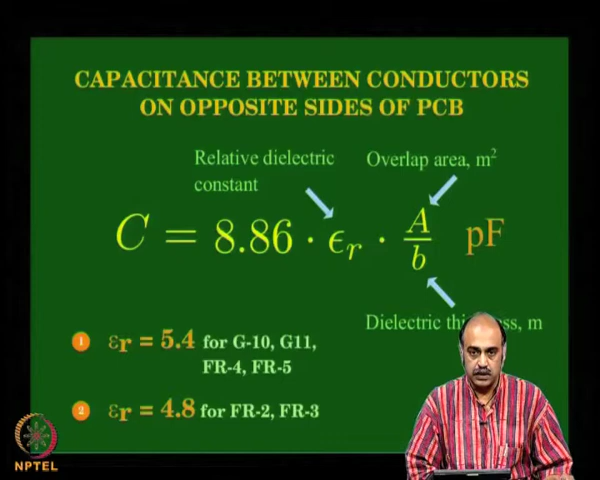 CAPACITANCE BETWEEN CONDUCTORS
ON OPPOSITE SIDES OF PCB
Relative dielectric
constant
Overlap area, m²
C = 8.86 · ϵr · A/b pF
Dielectric m
1 εr = 5.4 for G-10, G11,
FR-4, FR-5
2 εr = 4.8 for FR-2, FR-3
NPTEL